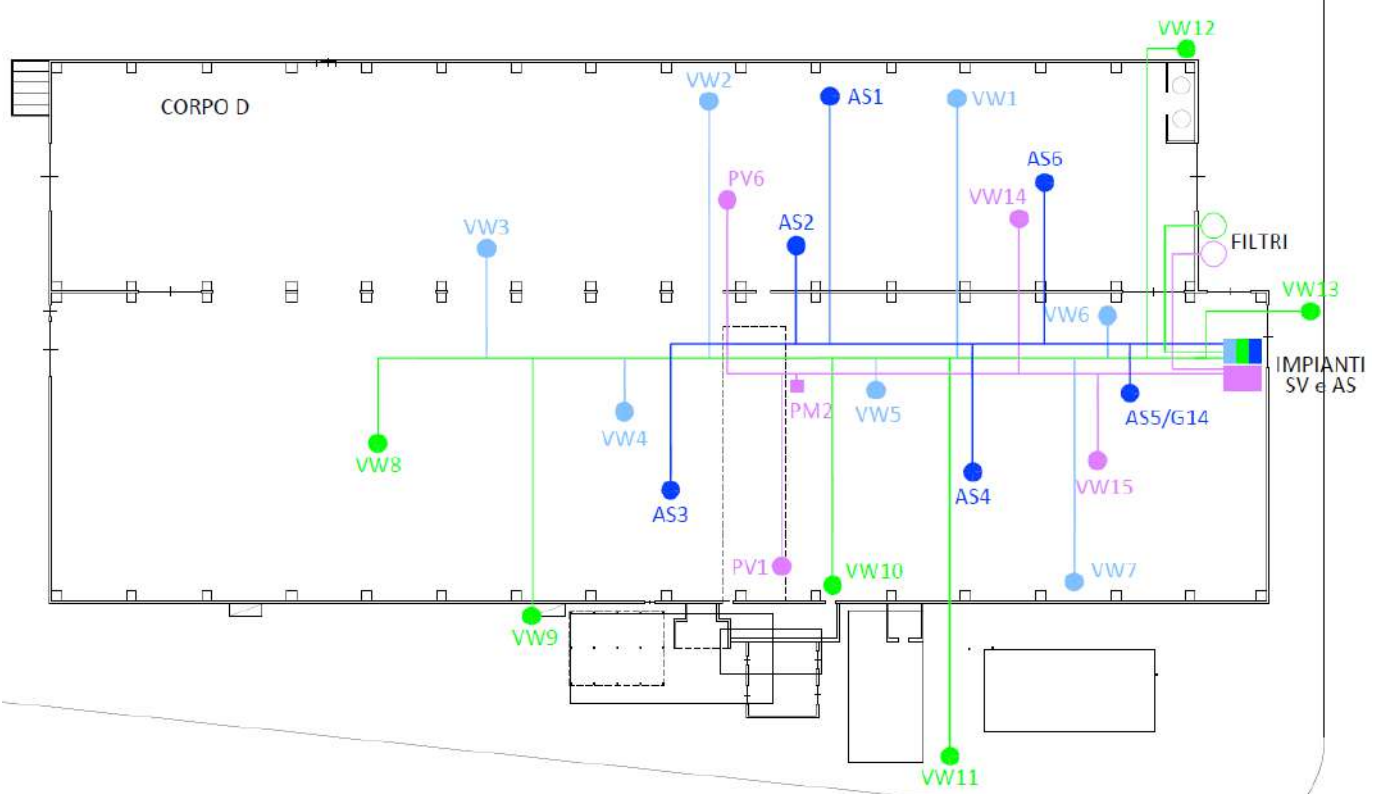 VW12
VW2
AS1
VW1
CORPO D
AS6
PV6
VW14
AS2
VW3
FILTRI
VW13
VW6
IMPIANTI
SV e AS
PM2
VW5
AS5/G14
VW4
VW8
VW15
AS4
AS3
PV1
VW10
VW7
VW9
VW11